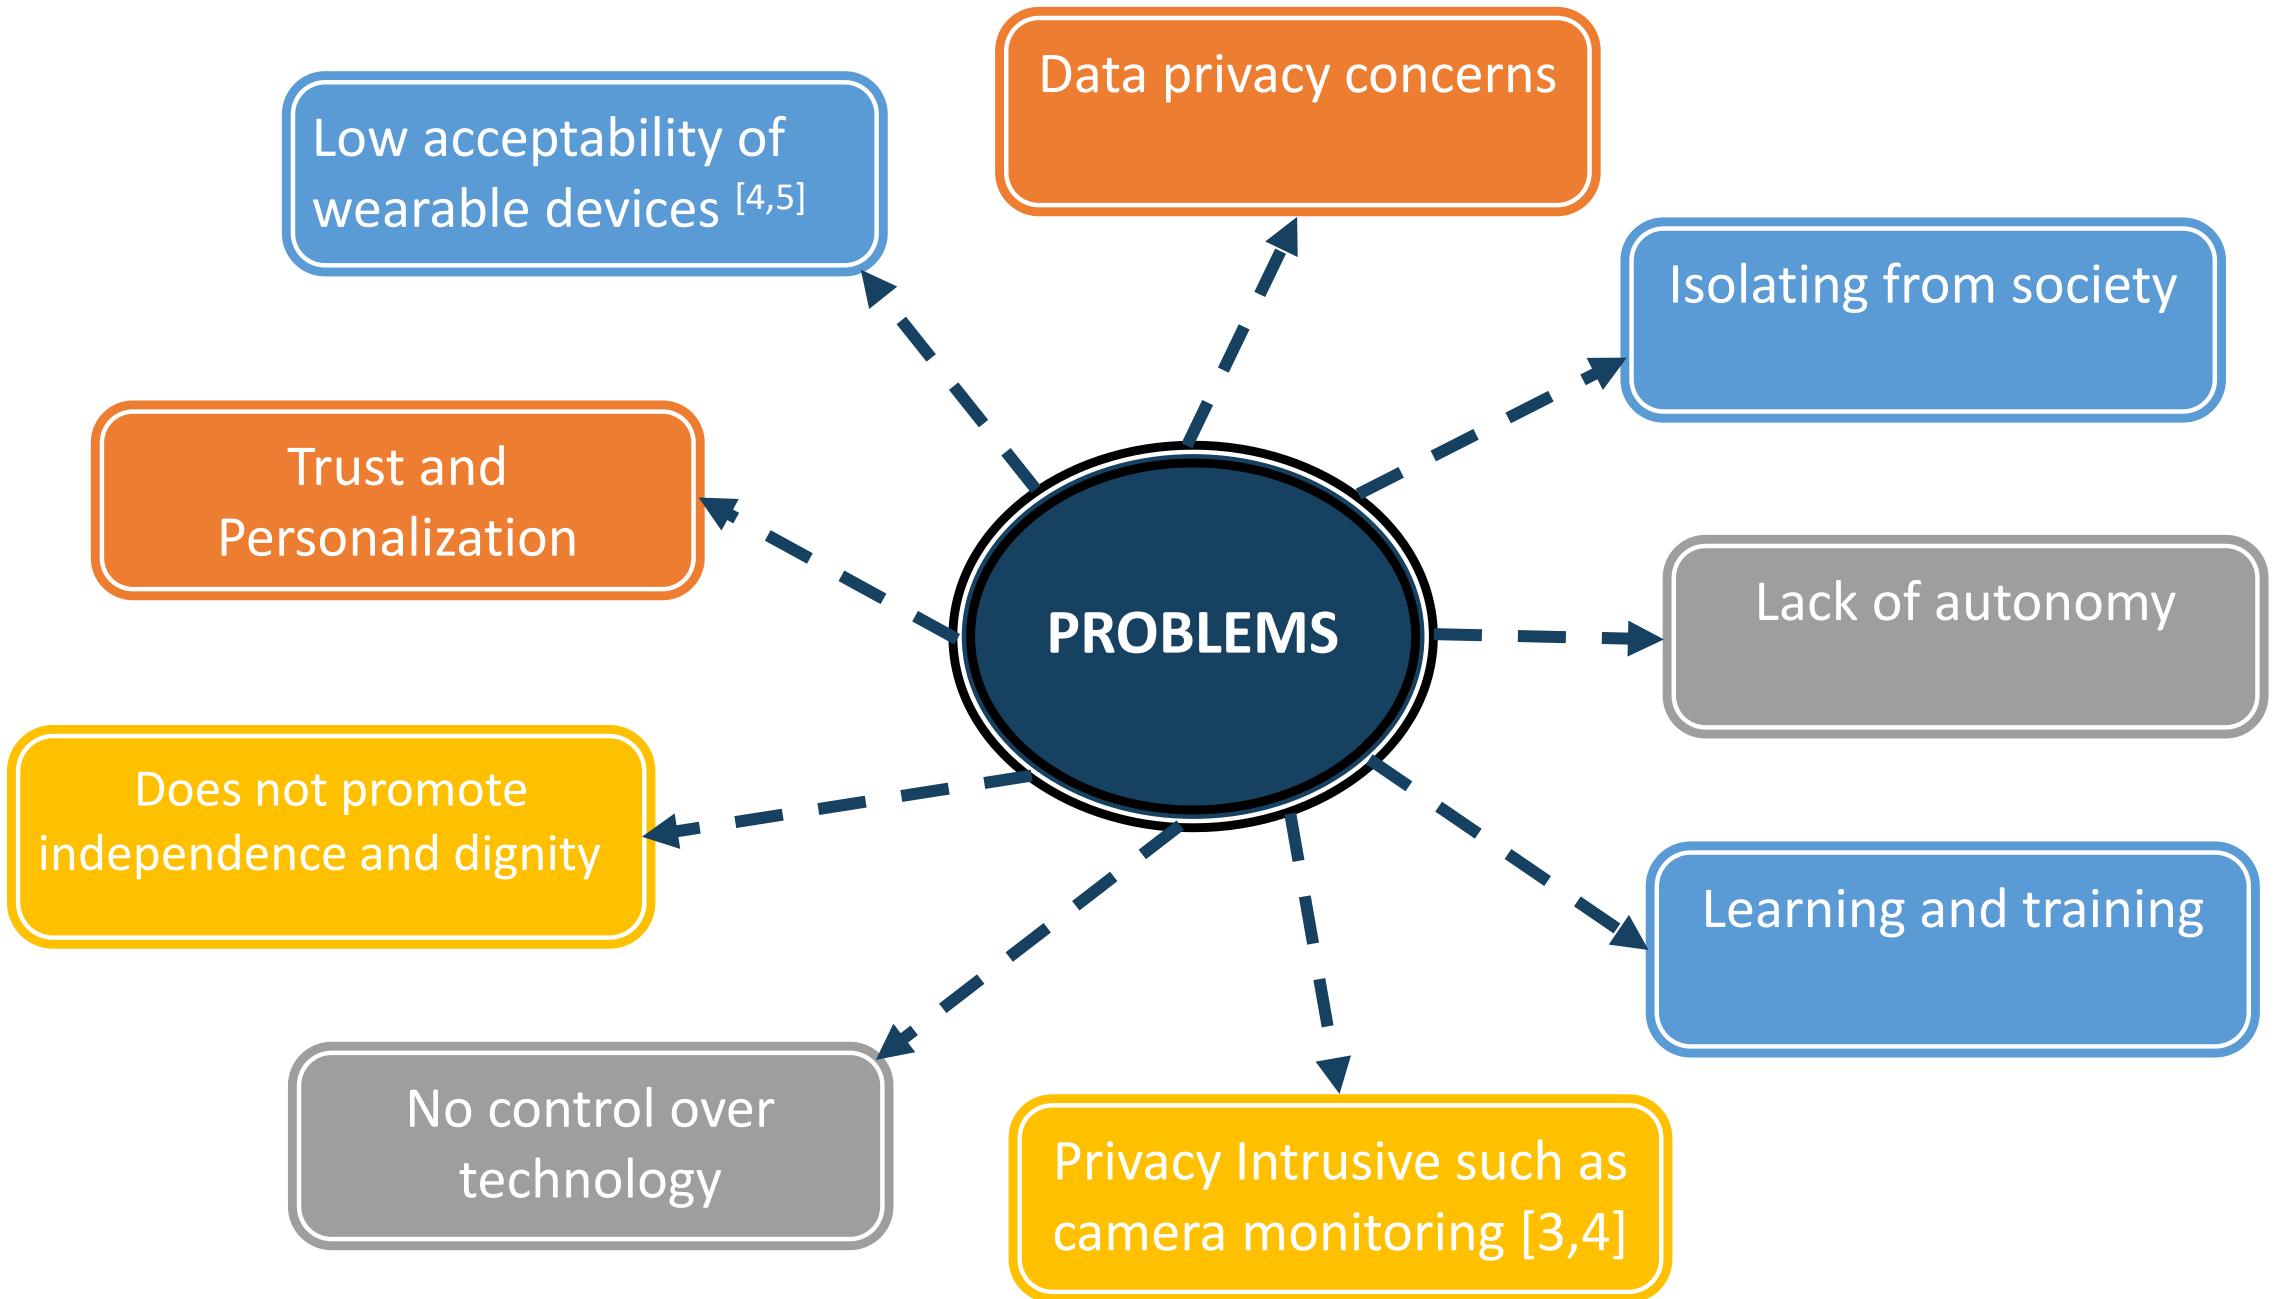 Data privacy concerns
Low acceptability of
wearable devices [4,5]
Isolating from society
Trust and
Personalization
PROBLEMS
Lack of autonomy
Does not promote
independence and dignity
Learning and training
No control over
technology
Privacy Intrusive such as
camera monitoring [3,4]